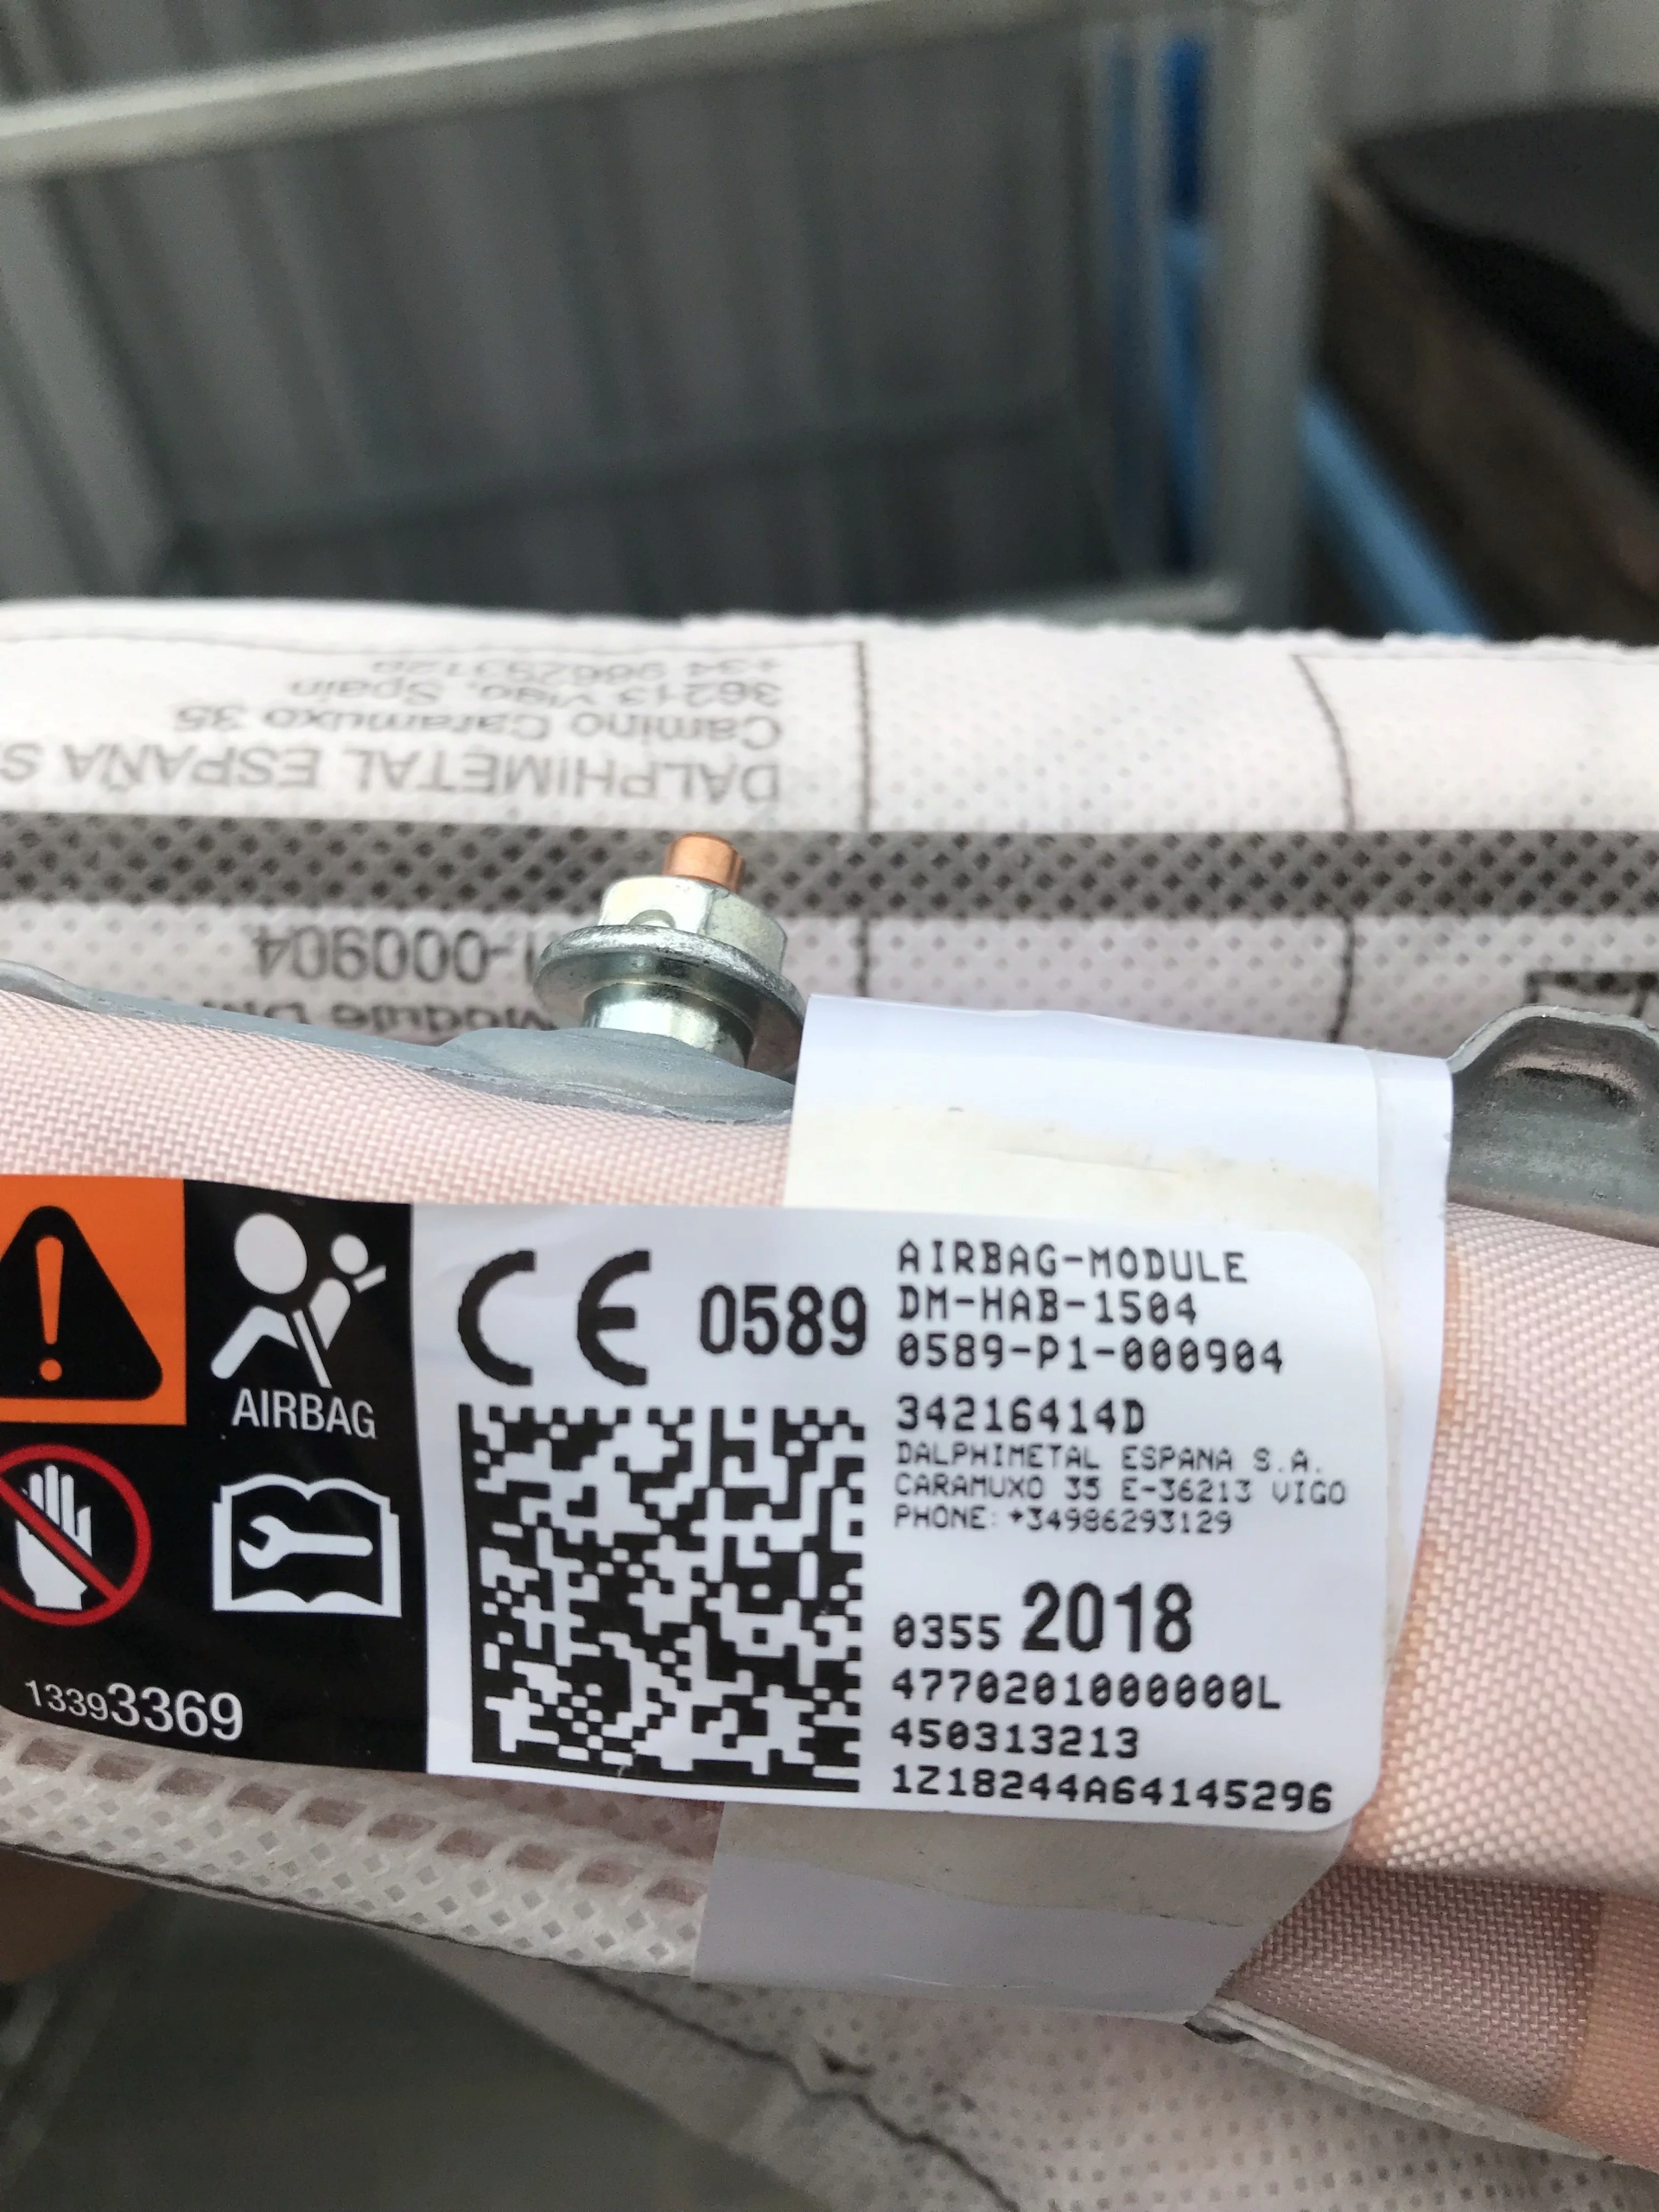 DALPHIMETAL ESPAÑA S
Camino Caramuxo 35
36213 Vigo, Spain
+34 986293129
-000904
Module
AIRBAG
13393369
CE 0589
AIRBAG-MODULE
DM-HAB-1504
0589-P1-000904
34216414D
DALPHIMETAL ESPANA S.A.
CARAMUXO 35 E-36213 VIGO
PHONE: +34986293129
0355 2018
4770201000000L
450313213
1Z18244A64145296